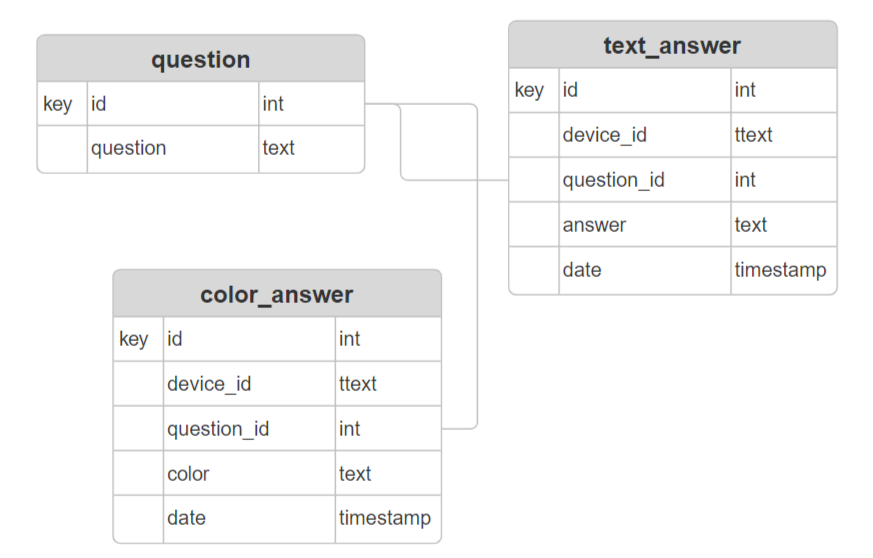 question
key id int
question text
text_answer
key id int
device_id ttext
question_id int
answer text
date timestamp
color_answer
key id int
device_id ttext
question_id int
color text
date timestamp